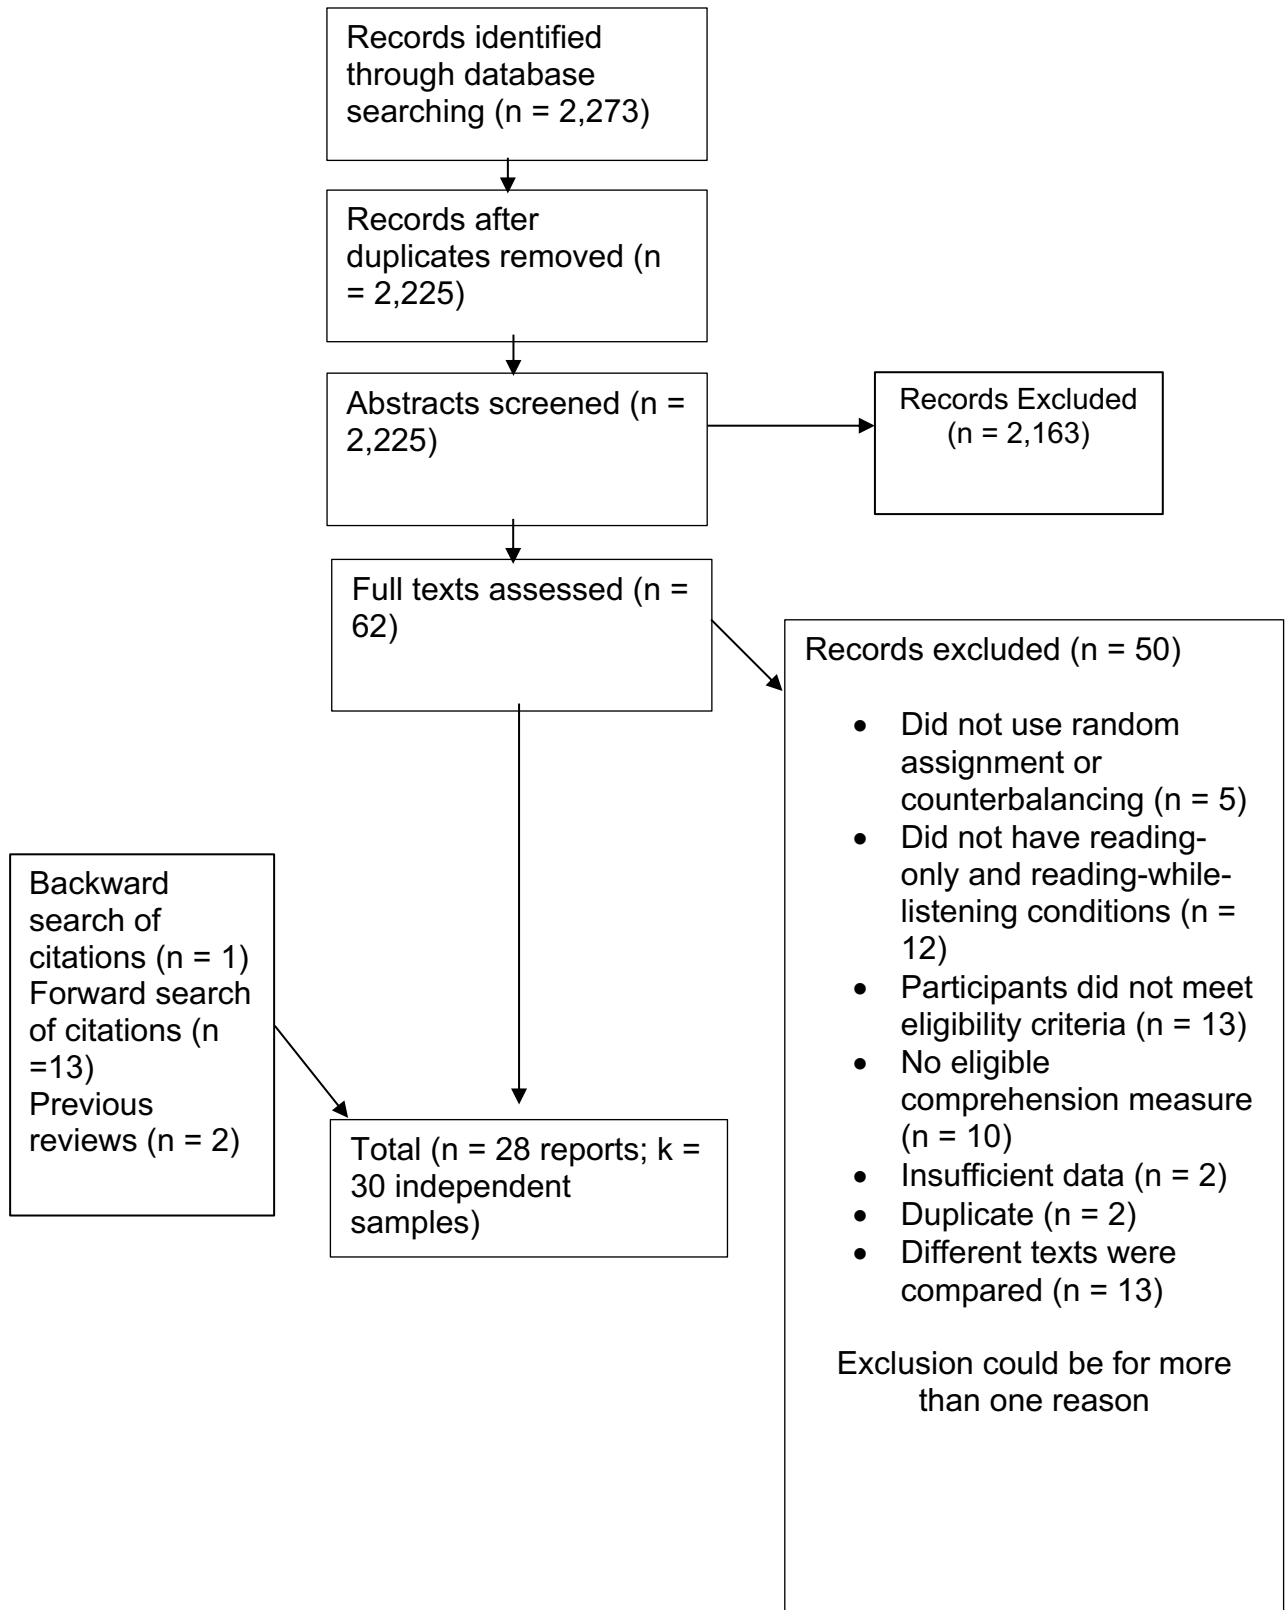 Records identified
through database
searching (n = 2,273)
Records after
duplicates removed (n
= 2,225)
Abstracts screened (n =
2,225)
Records Excluded
(n = 2,163)
Full texts assessed (n =
62)
Records excluded (n = 50)
• Did not use random
assignment or
counterbalancing (n = 5)
• Did not have reading-
only and reading-while-
listening conditions (n =
12)
• Participants did not meet
eligibility criteria (n = 13)
• No eligible
comprehension measure
(n = 10)
• Insufficient data (n = 2)
• Duplicate (n = 2)
• Different texts were
compared (n = 13)
Exclusion could be for more
than one reason
Backward
search of
citations (n = 1)
Forward search
of citations (n
=13)
Previous
reviews (n = 2)
Total (n = 28 reports; k =
30 independent
samples)